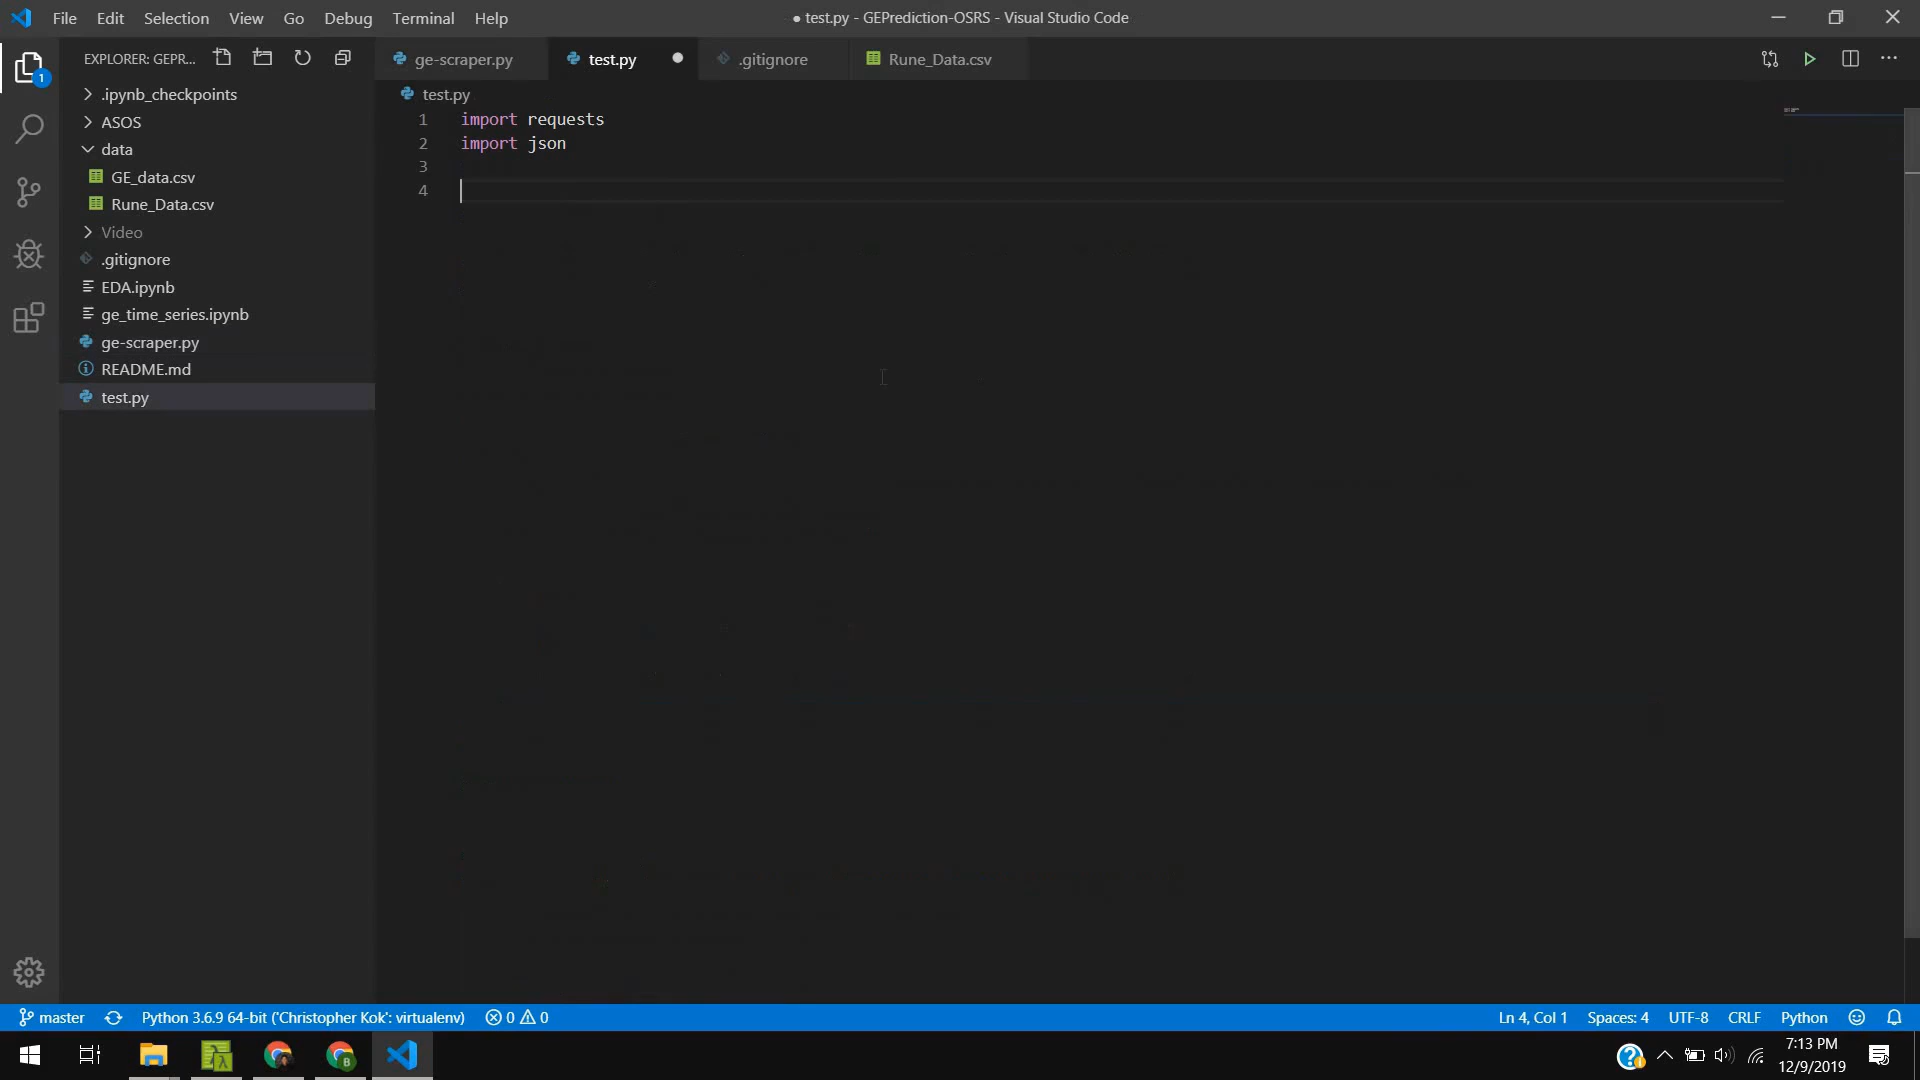 File Edit Selection View Go Debug Terminal Help
● test.py - GEPrediction-OSRS - Visual Studio Code
EXPLORER: GEPR...
ge-scraper.py test.py .gitignore Rune_Data.csv
1
.ipynb_checkpoints
ASOS
data
GE_data.csv
Rune_Data.csv
Video
.gitignore
EDA.ipynb
ge_time_series.ipynb
ge-scraper.py
README.md
test.py
test.py
1 import requests
2 import json
3
4
master Python 3.6.9 64-bit ('Christopher Kok': virtualenv) 0 0 Ln 4, Col 1 Spaces: 4 UTF-8 CRLF Python
7:13 PM
12/9/2019